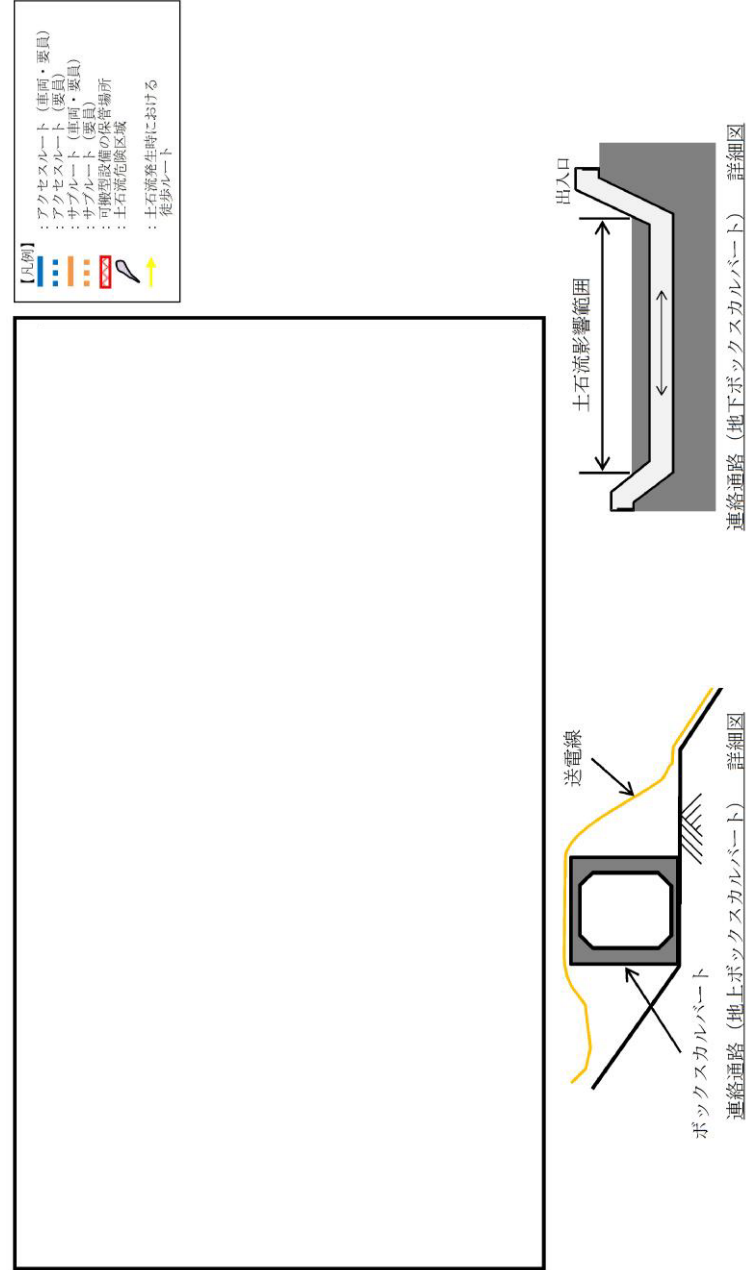 【凡例】
：アクセスルート（車両・要員）
：アクセスルート（要員）
：サブルート（車両・要員）
：サブルート（要員）
：可搬型設備の保管場所
：土石流危険区域
：土石流発生時における
徒歩ルート
送電線
ボックスカルバート
連絡通路（地上ボックスカルバート）　詳細図
土石流影響範囲
出入口
連絡通路（地下ボックスカルバート）　詳細図